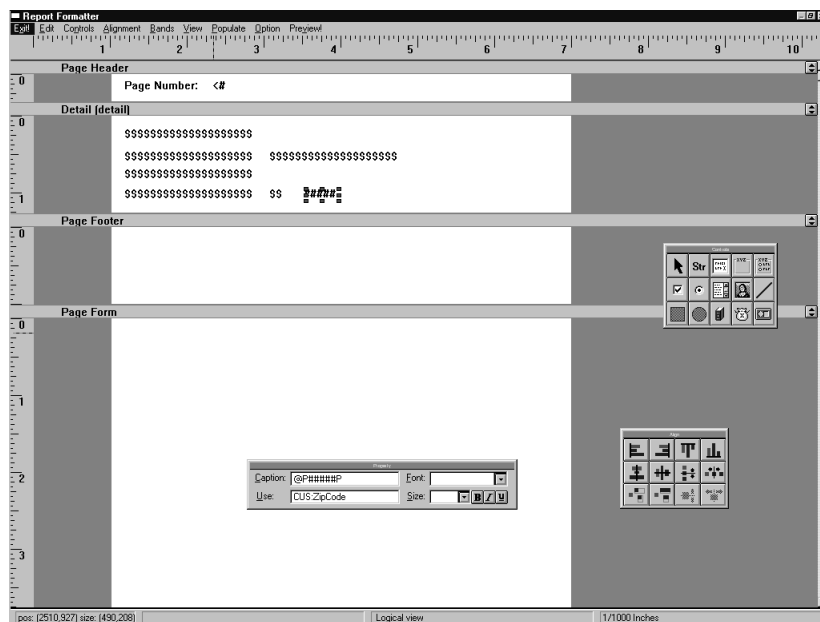 Report Formatter
Exit! Edit Controls Alignment Bands View Populate Option Preview!
1 2 3 4 5 6 7 8 9 10
Page Header
0
Page Number: <#
Detail (detail)
0
$$$$$$$$$$$$$$$$$$$$
$$$$$$$$$$$$$$$$$$$$ $$$$$$$$$$$$$$$$$$$$
$$$$$$$$$$$$$$$$$$$$
$$$$$$$$$$$$$$$$$$$$ $$ #####
1
Page Footer
0
Controls
Str
Page Form
0
1
Align
Property
Caption: @P#####P Font:
2
Use: CUS:ZipCode Size: B I U
3
pos: (2510,927) size: (490,208) Logical view 1/1000 Inches